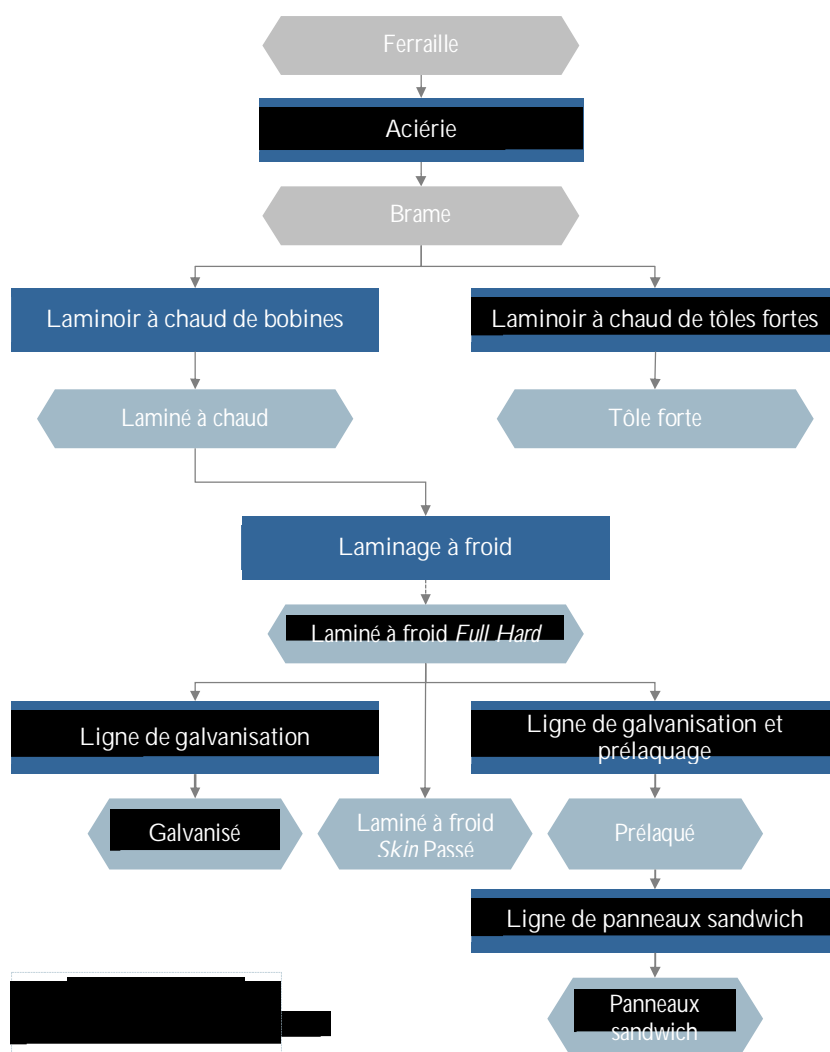 Ferraille
Aciérie
Brame
Laminoir à chaud de bobines
Laminoir à chaud de tôles fortes
Laminé à chaud
Tôle forte
Laminage à froid
Laminé à froid Full Hard
Ligne de galvanisation
Ligne de galvanisation et
prélaquage
Galvanisé
Laminé à froid
Skin Passé
Prélaqué
Ligne de panneaux sandwich
Panneaux
sandwich